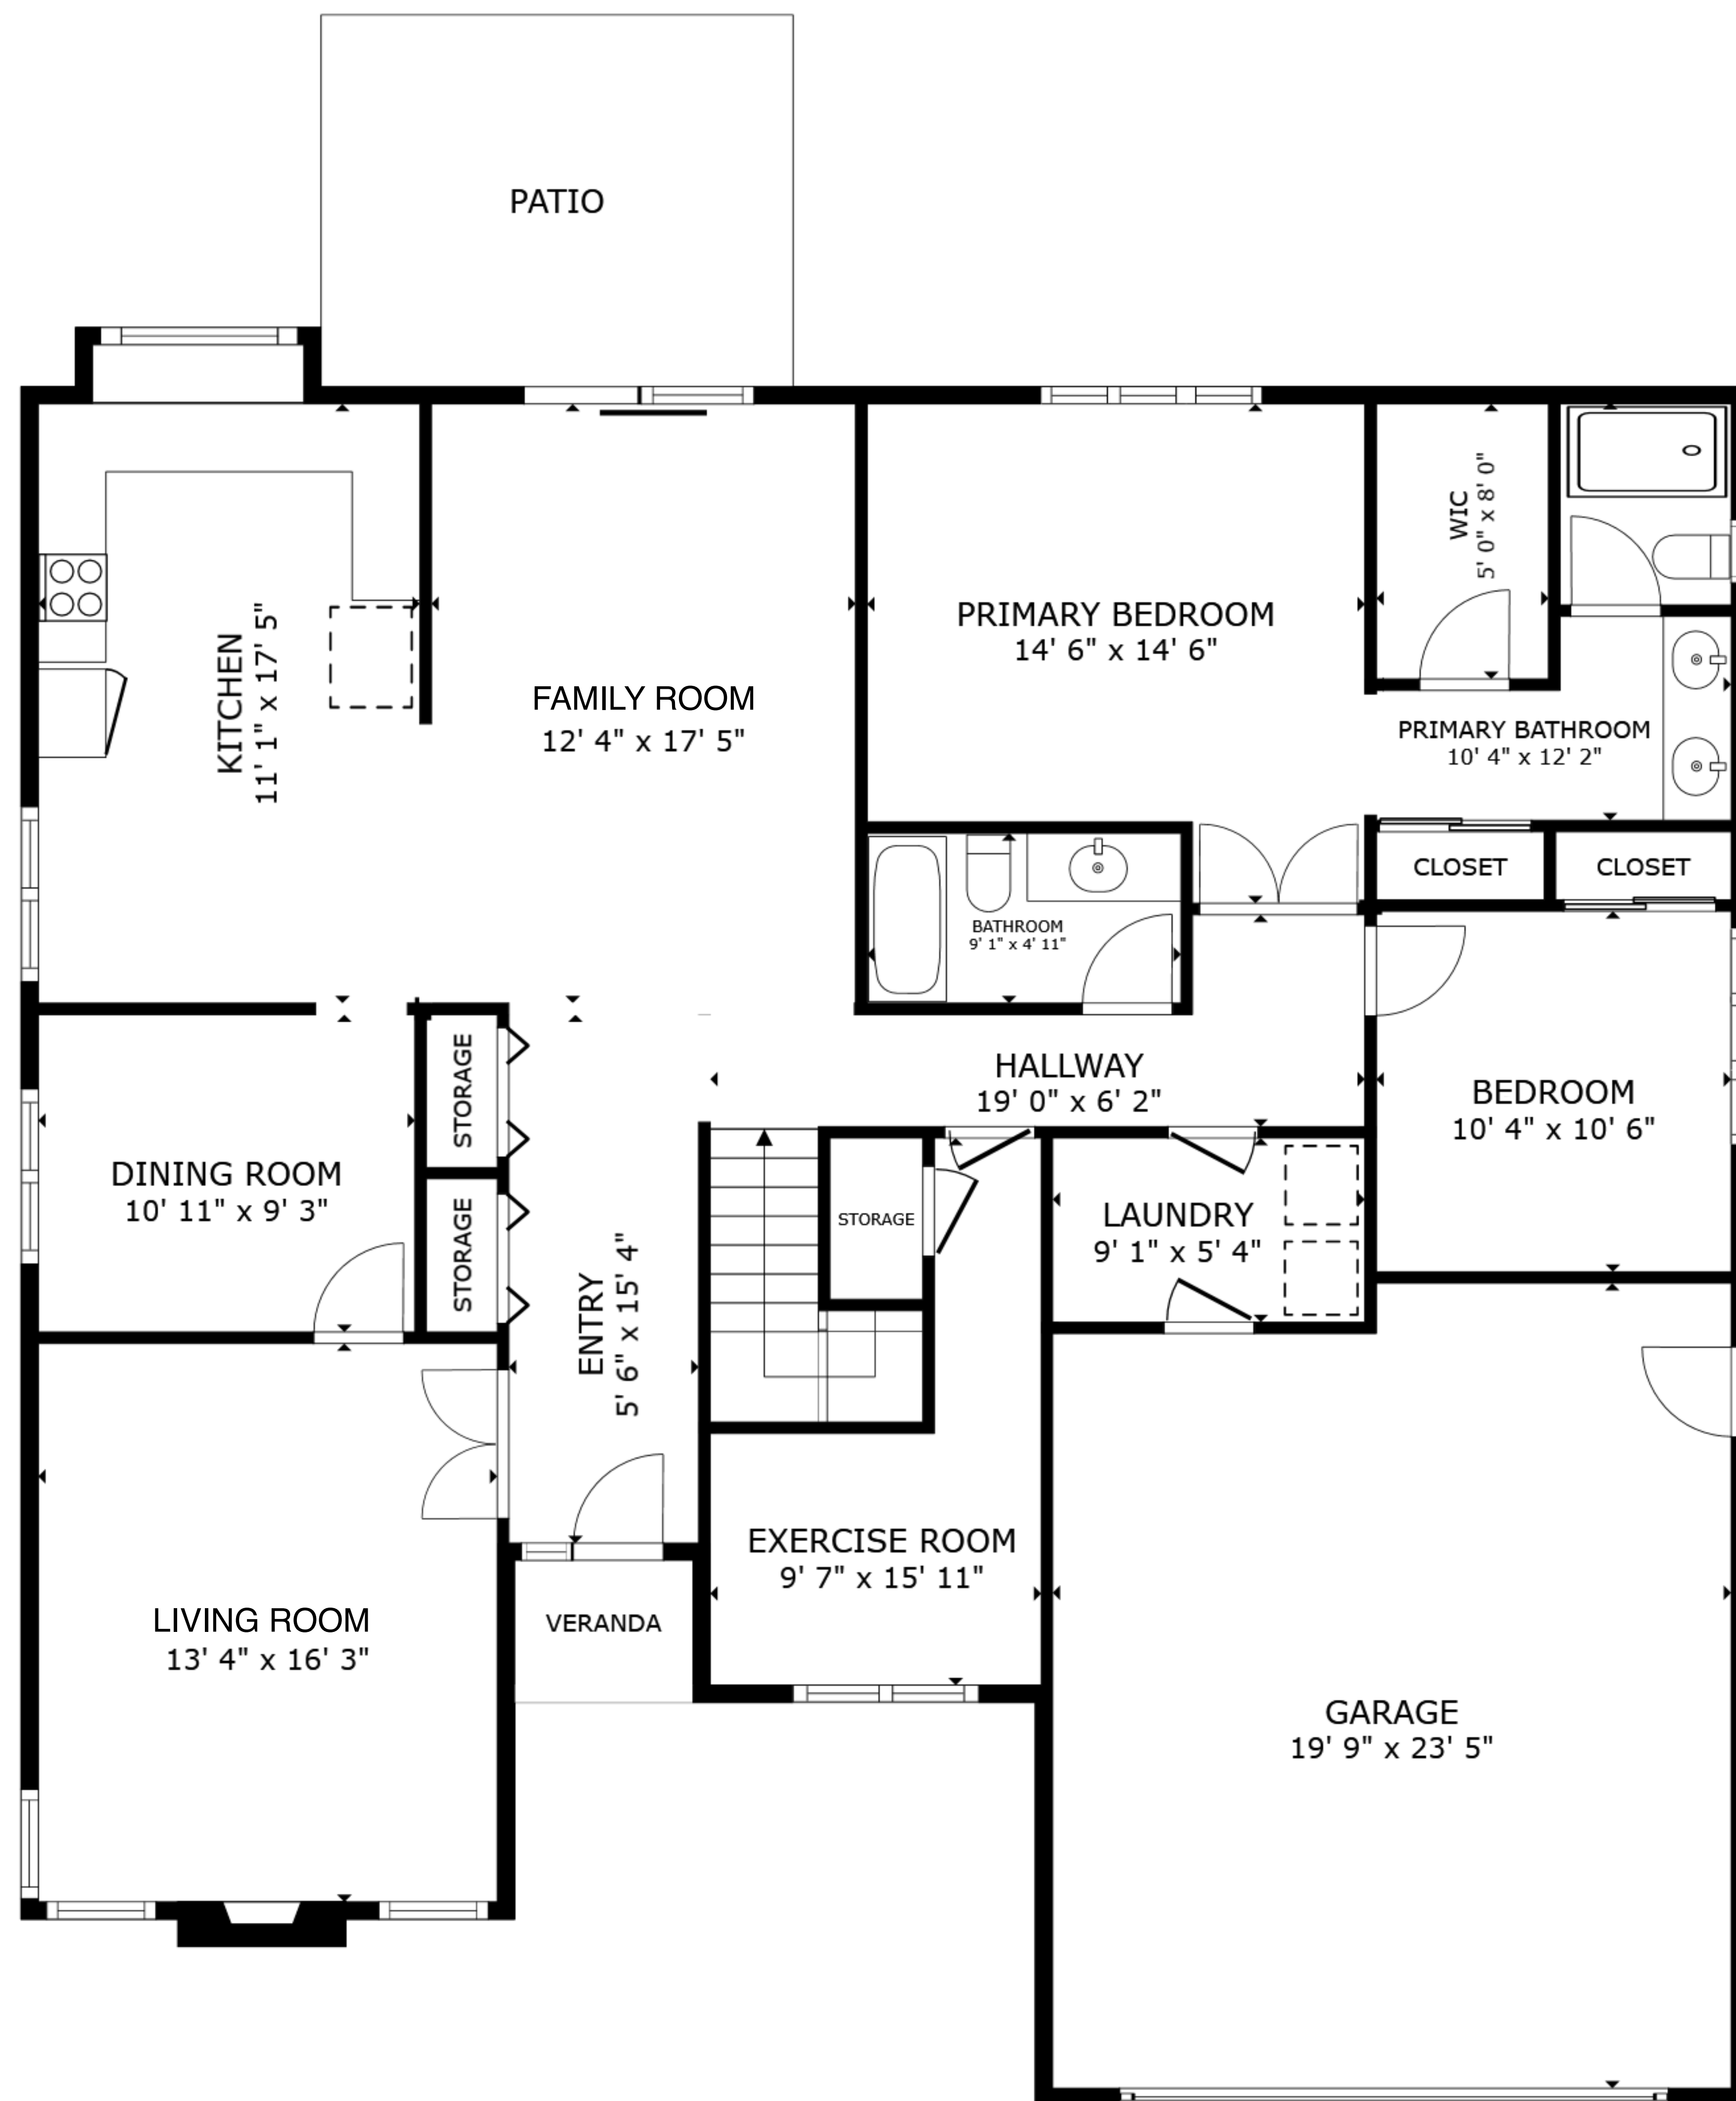 PATIO
WIC
5' 0" x 8' 0"
KITCHEN
11' 1" x 17' 5"
FAMILY ROOM
12' 4" x 17' 5"
PRIMARY BEDROOM
14' 6" x 14' 6"
PRIMARY BATHROOM
10' 4" x 12' 2"
CLOSET
CLOSET
BATHROOM
9' 1" x 4' 11"
HALLWAY
19' 0" x 6' 2"
BEDROOM
10' 4" x 10' 6"
STORAGE
DINING ROOM
10' 11" x 9' 3"
STORAGE
STORAGE
LAUNDRY
9' 1" x 5' 4"
ENTRY
5' 6" x 15' 4"
EXERCISE ROOM
9' 7" x 15' 11"
VERANDA
LIVING ROOM
13' 4" x 16' 3"
GARAGE
19' 9" x 23' 5"